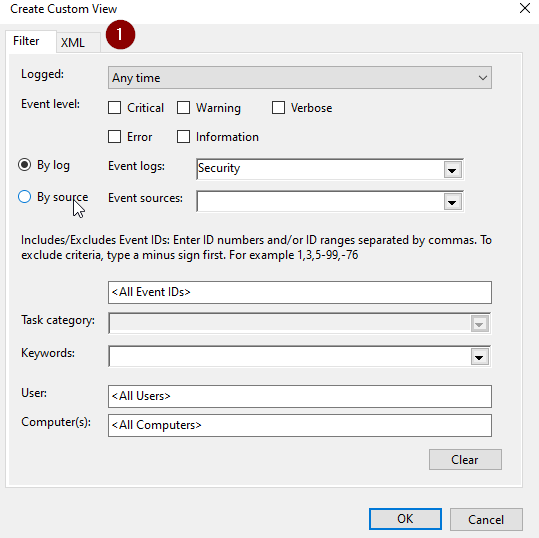 Create Custom View
Filter
XML
1
Logged:
Any time
Event level:
Critical
Warning
Verbose
Error
Information
By log
Event logs:
Security
By source
Event sources:
Includes/Excludes Event IDs: Enter ID numbers and/or ID ranges separated by commas. To
exclude criteria, type a minus sign first. For example 1,3,5-99,-76
<All Event IDs>
Task category:
Keywords:
User:
<All Users>
Computer(s):
<All Computers>
Clear
OK
Cancel